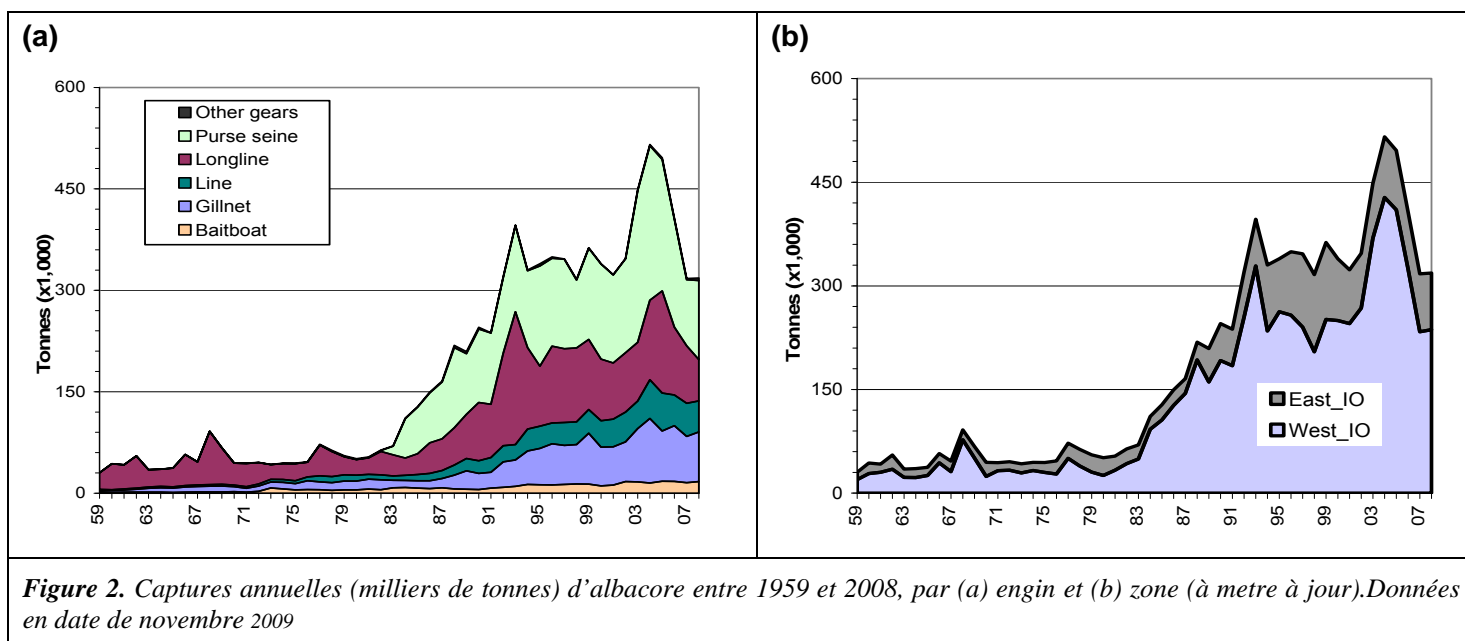 (a)
600
450
300
150
0
Tonnes (x1,000)
Other gears
Purse seine
Longline
Line
Gillnet
Baitboat
59 63 67 71 75 79 83 87 91 95 99 03 07
(b)
600
450
300
150
0
Tonnes (x1,000)
East_IO
West_IO
59 63 67 71 75 79 83 87 91 95 99 03 07
Figure 2. Captures annuelles (milliers de tonnes) d'albacore entre 1959 et 2008, par (a) engin et (b) zone (à metre à jour).Données
en date de novembre 2009